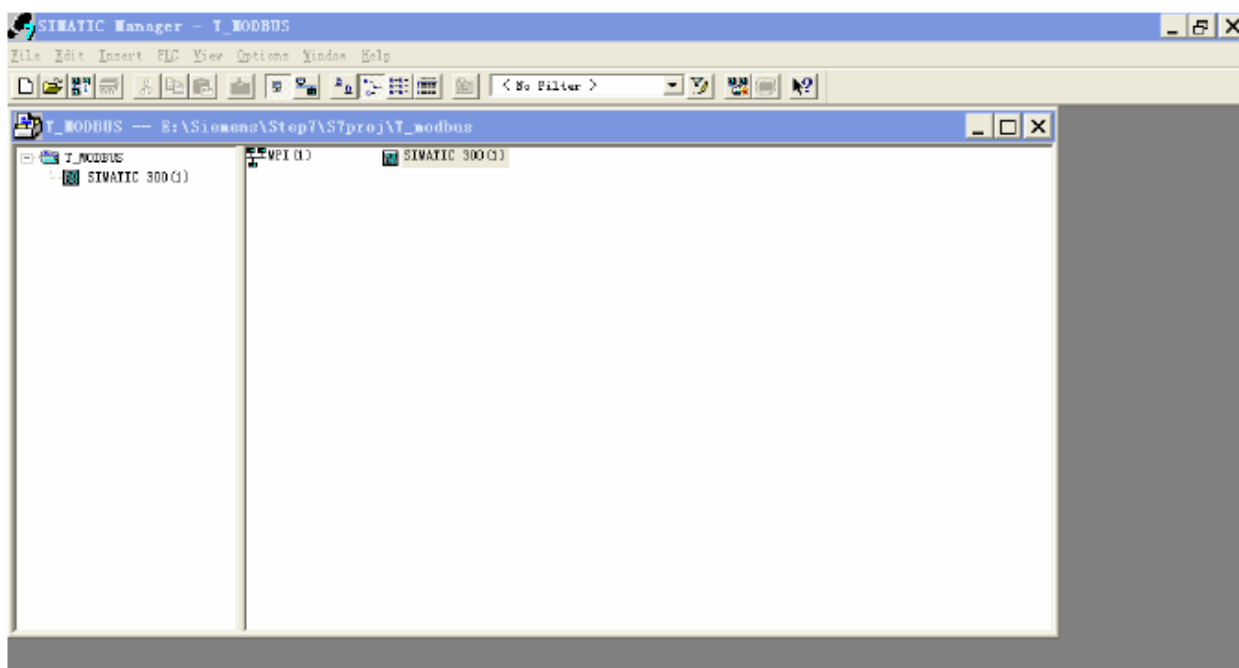 SIMATIC Manager - T_MODBUS
File Edit Insert PLC View Options Window Help
< No Filter >
T_MODBUS -- E:\Siemens\Step7\S7proj\T_modbus
T_MODBUS
SIMATIC 300(1)
MPI(1)
SIMATIC 300(1)